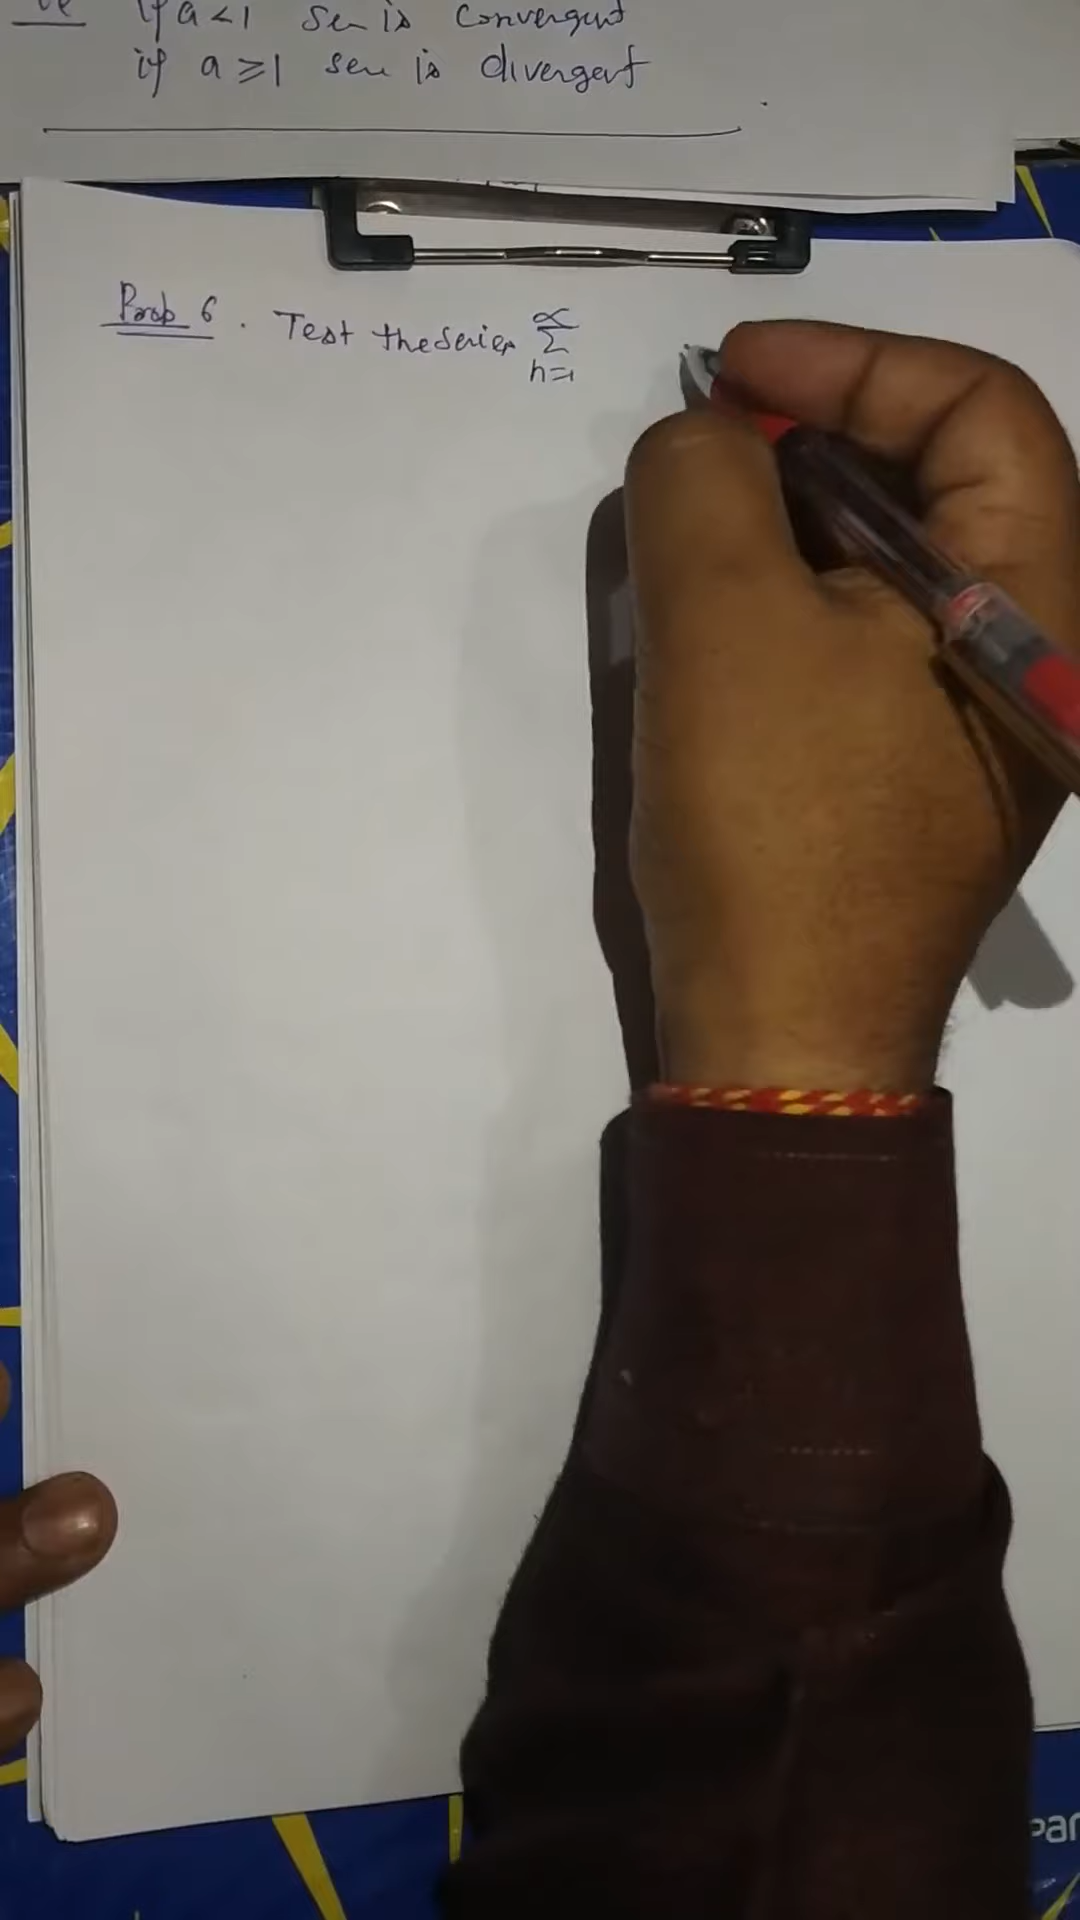 if a < 1 Ser is convergent
if a ≥ 1 ser is divergent
Prob 6. Test the Series ∑_{n=1}^{∞}